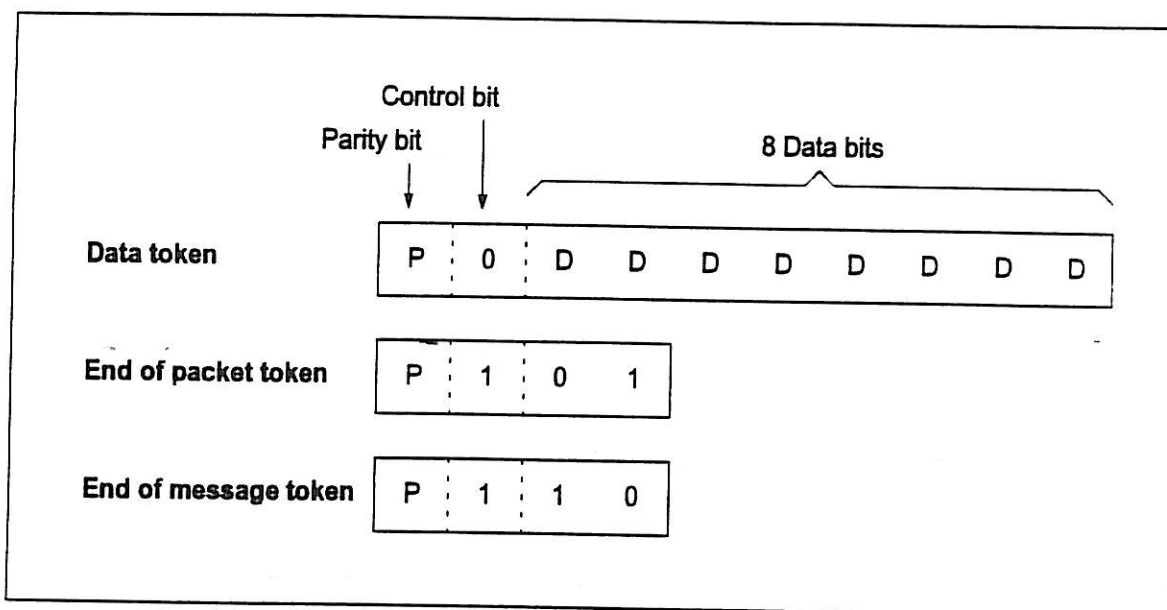 Control bit
Parity bit
8 Data bits
Data token P 0 D D D D D D D D
End of packet token P 1 0 1
End of message token P 1 1 0